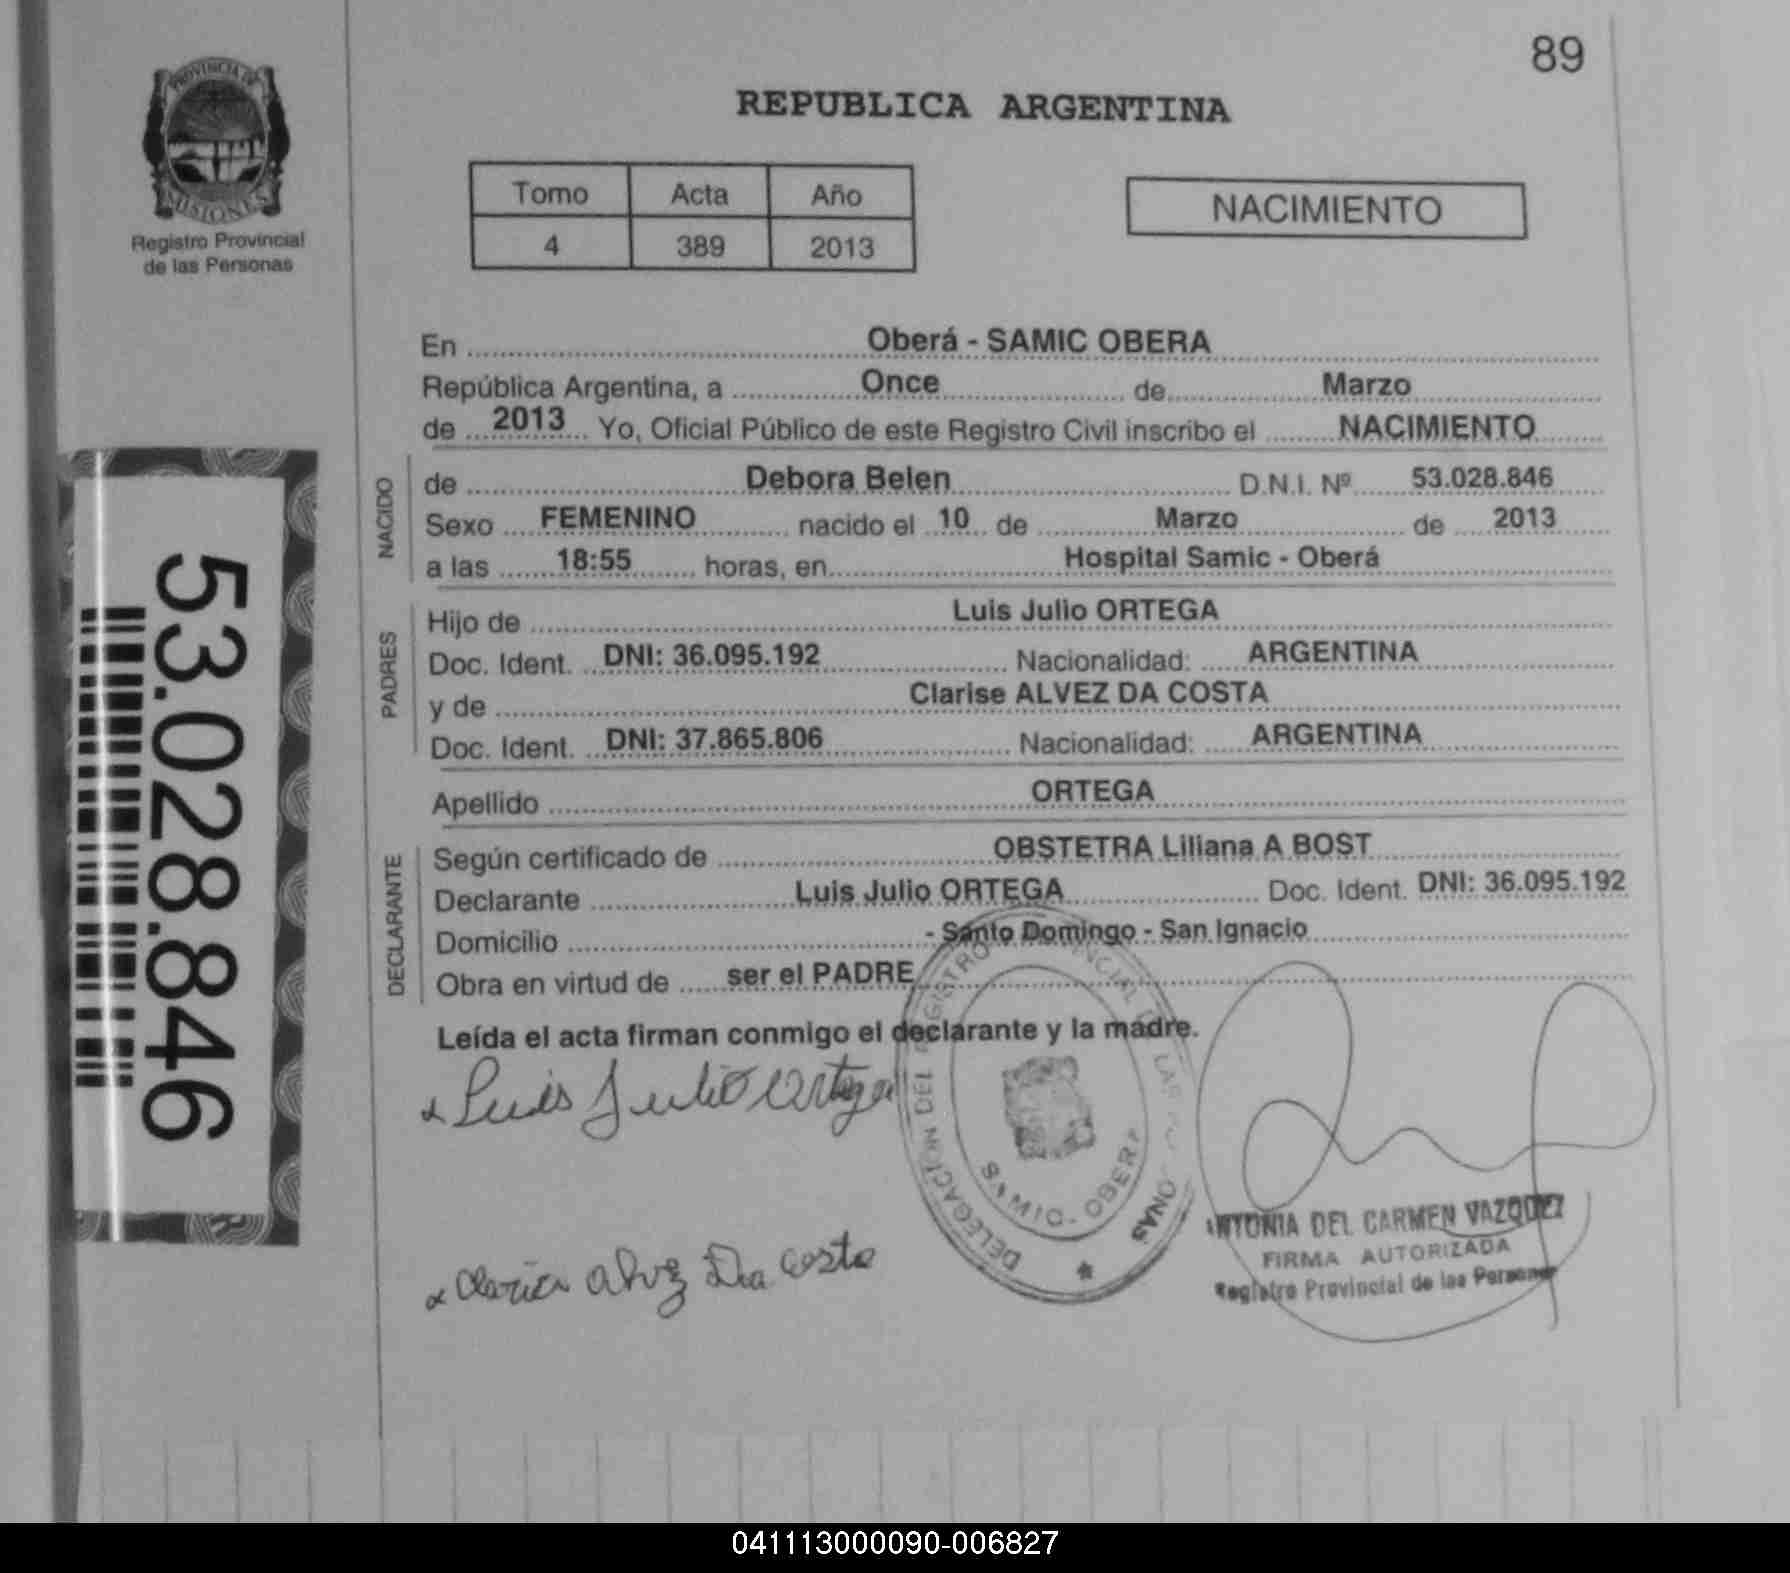 89
PROVINCIA DE
MISIONES
Registro Provincial
de las Personas
REPUBLICA ARGENTINA
Tomo Acta Año
4 389 2013
NACIMIENTO
En Oberá - SAMIC OBERA
República Argentina, a Once de Marzo
de 2013 Yo, Oficial Público de este Registro Civil inscribo el NACIMIENTO
NACIDO
de Debora Belen D.N.I. Nº 53.028.846
Sexo FEMENINO nacido el 10 de Marzo de 2013
a las 18:55 horas, en Hospital Samic - Oberá
PADRES
Hijo de Luis Julio ORTEGA
Doc. Ident. DNI: 36.095.192 Nacionalidad: ARGENTINA
y de Clarise ALVEZ DA COSTA
Doc. Ident. DNI: 37.865.806 Nacionalidad: ARGENTINA
Apellido ORTEGA
DECLARANTE
Según certificado de OBSTETRA Liliana A BOST
Declarante Luis Julio ORTEGA Doc. Ident. DNI: 36.095.192
Domicilio - Santo Domingo - San Ignacio
Obra en virtud de ser el PADRE
Leída el acta firman conmigo el declarante y la madre.
Luis Julio Ortega
Alvez Da Costa
DELEGACION DEL REGISTRO
SAMIC - OBERA
DEL CARMEN VAZQUEZ
FIRMA AUTORIZADA
Registro Provincial de las Personas
53.028.846
041113000090-006827